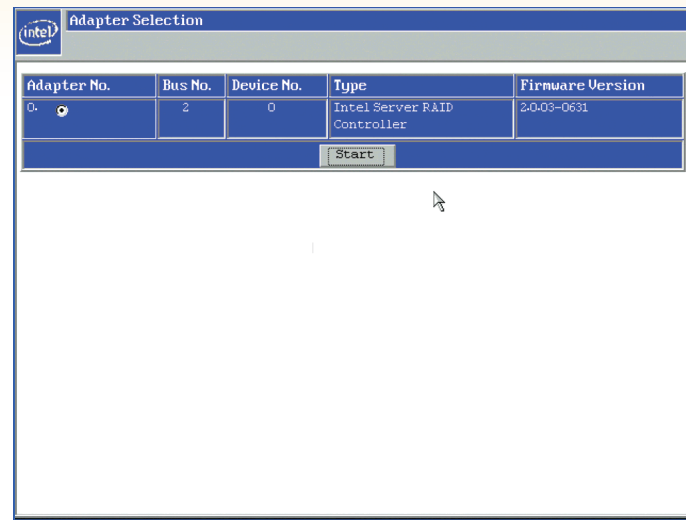 intel
Adapter Selection
Adapter No. Bus No. Device No. Type Firmware Version
0. 2 0 Intel Server RAID 2.0.03-0631
Controller
Start